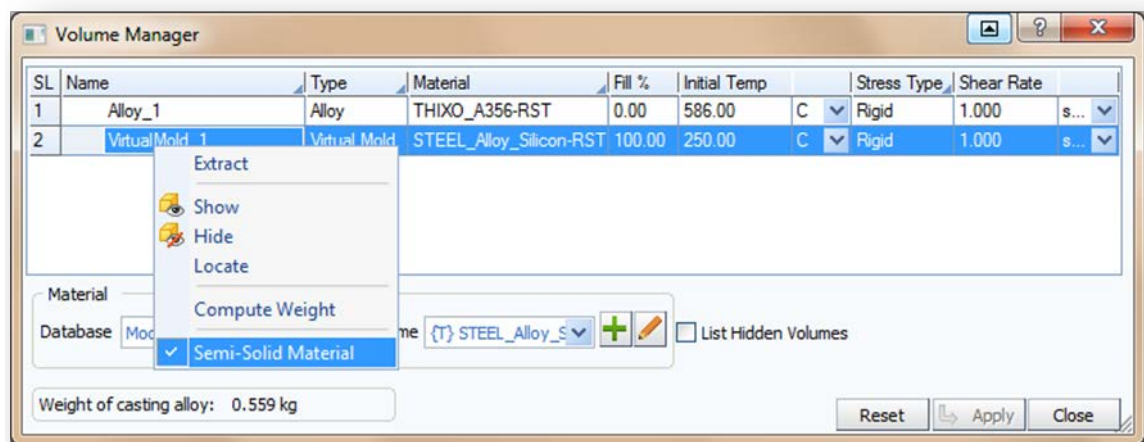 Volume Manager
SL Name Type Material Fill % Initial Temp Stress Type Shear Rate
1 Alloy_1 Alloy THIXO_A356-RST 0.00 586.00 C Rigid 1.000 s...
2 VirtualMold_1 Virtual Mold STEEL_Alloy_Silicon-RST 100.00 250.00 C Rigid 1.000 s...
Extract
Show
Hide
Locate
Compute Weight
Semi-Solid Material
Material
Database {T} STEEL_Alloy_S List Hidden Volumes
Weight of casting alloy: 0.559 kg
Reset Apply Close